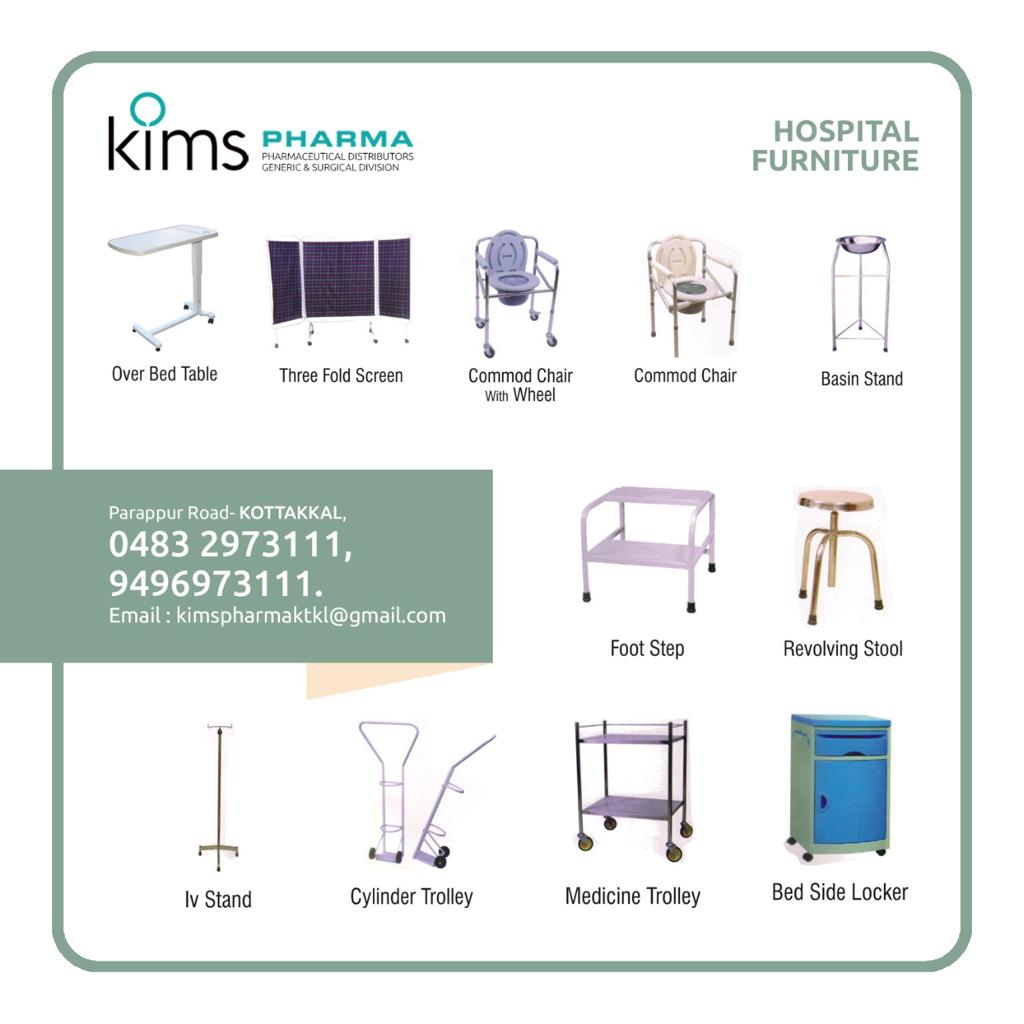 kims PHARMA
PHARMACEUTICAL DISTRIBUTORS
GENERIC & SURGICAL DIVISION
HOSPITAL
FURNITURE
Over Bed Table
Three Fold Screen
Commod Chair
With Wheel
Commod Chair
Basin Stand
Parappur Road- KOTTAKKAL,
0483 2973111,
9496973111.
Email : kimspharmaktkl@gmail.com
Foot Step
Revolving Stool
Iv Stand
Cylinder Trolley
Medicine Trolley
Bed Side Locker